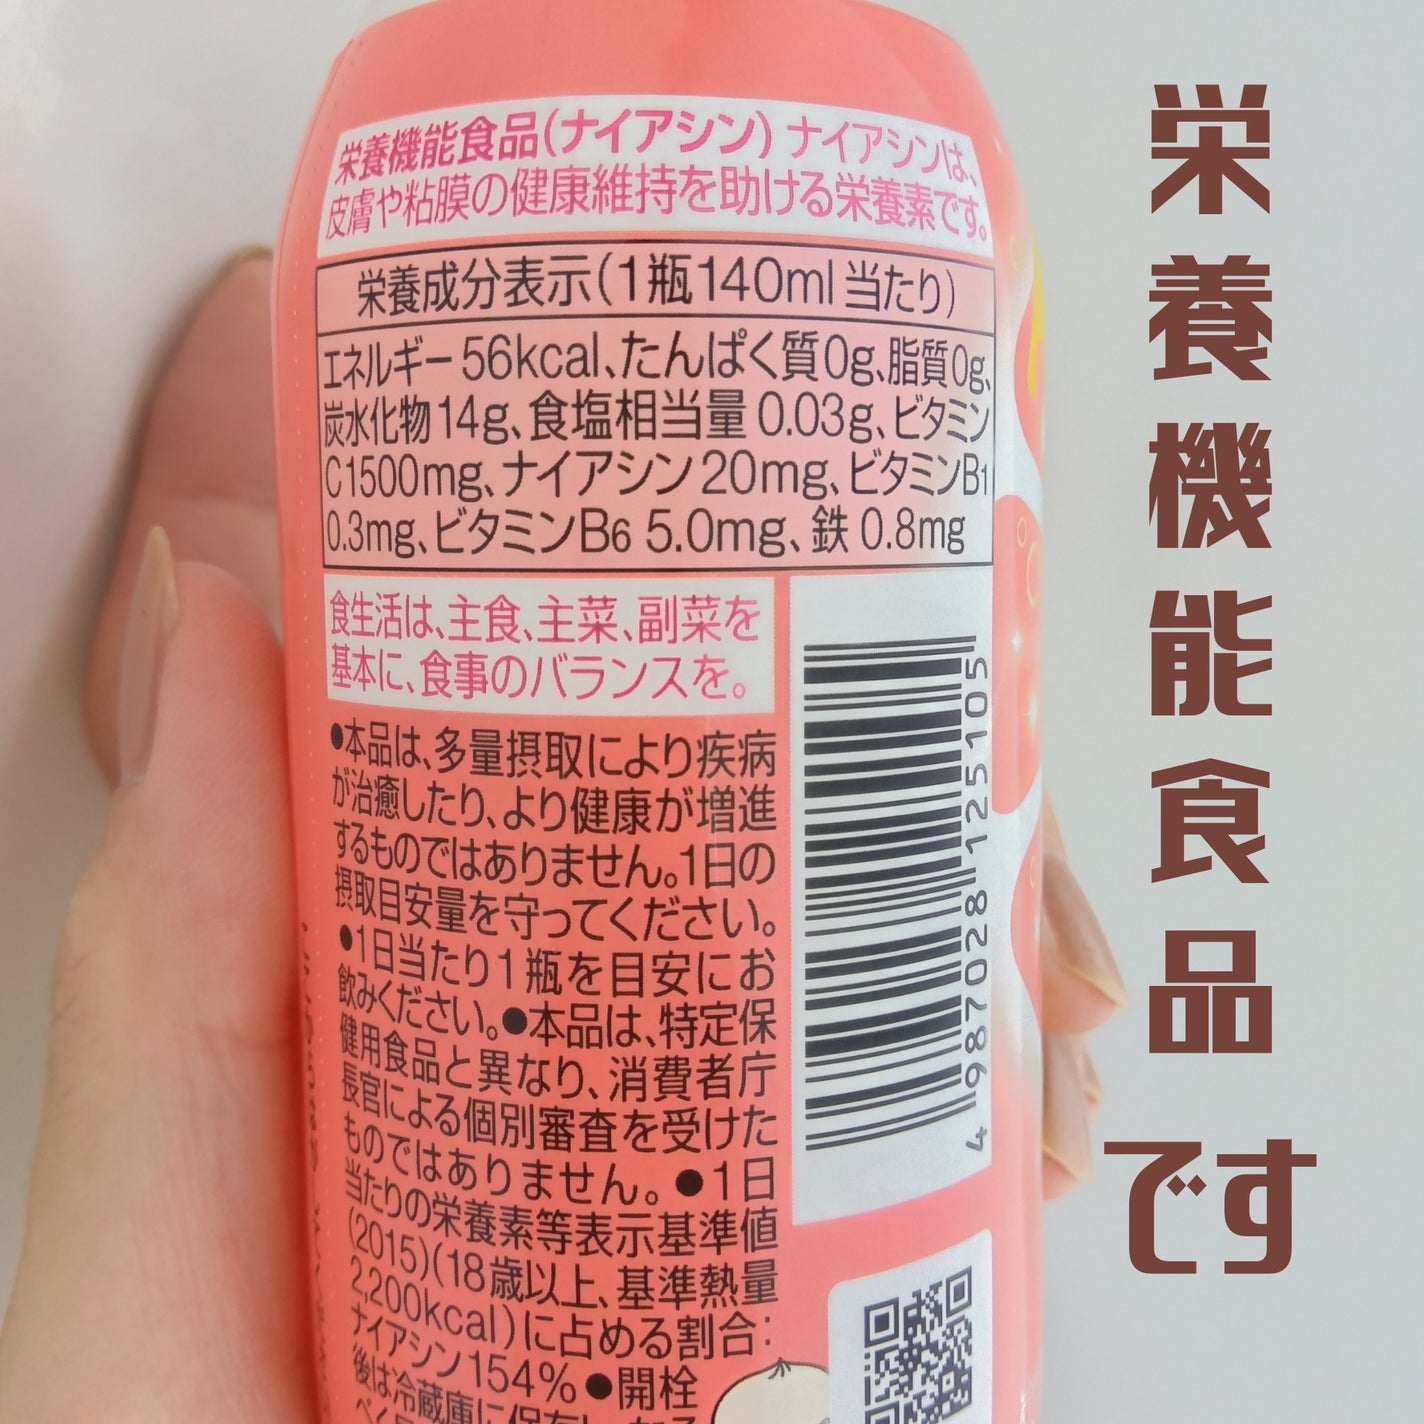 栄養機能食品(ナイアシン) ナイアシンは、
皮膚や粘膜の健康維持を助ける栄養素です。
栄養成分表示(1瓶140ml当たり)
エネルギー56kcal、たんぱく質0g、脂質0g、
炭水化物14g、食塩相当量0.03g、ビタミン
C1500mg、ナイアシン20mg、ビタミンB1
0.3mg、ビタミンB6 5.0mg、鉄0.8mg
食生活は、主食、主菜、副菜を
基本に、食事のバランスを。
●本品は、多量摂取により疾病
が治癒したり、より健康が増進
するものではありません。1日の
摂取目安量を守ってください。
●1日当たり1瓶を目安にお
飲みください。●本品は、特定保
健用食品と異なり、消費者庁
長官による個別審査を受けた
ものではありません。●1日
当たりの栄養素等表示基準値
(2015)(18歳以上、基準熱量
2,200kcal)に占める割合：
ナイアシン154%●開栓
後は冷蔵庫に保存し、なる
4 987028 125105
栄養機能食品
です